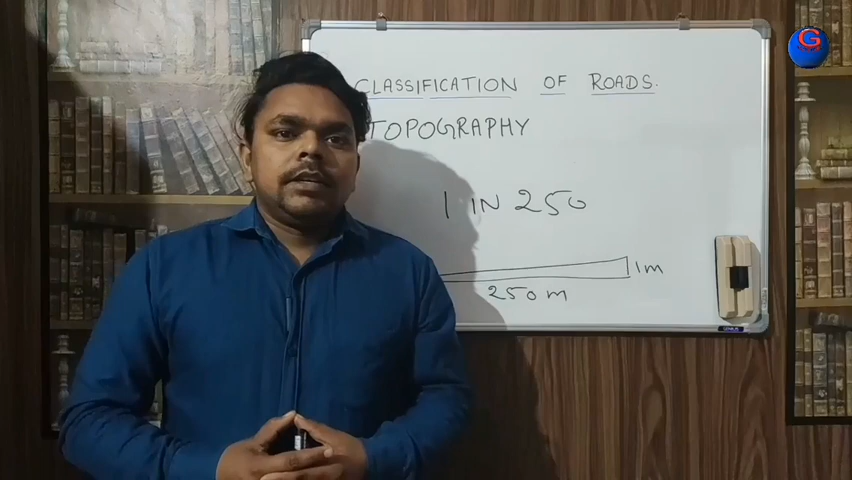 CLASSIFICATION OF ROADS.
TOPOGRAPHY
1 IN 250
1m
250 m
G